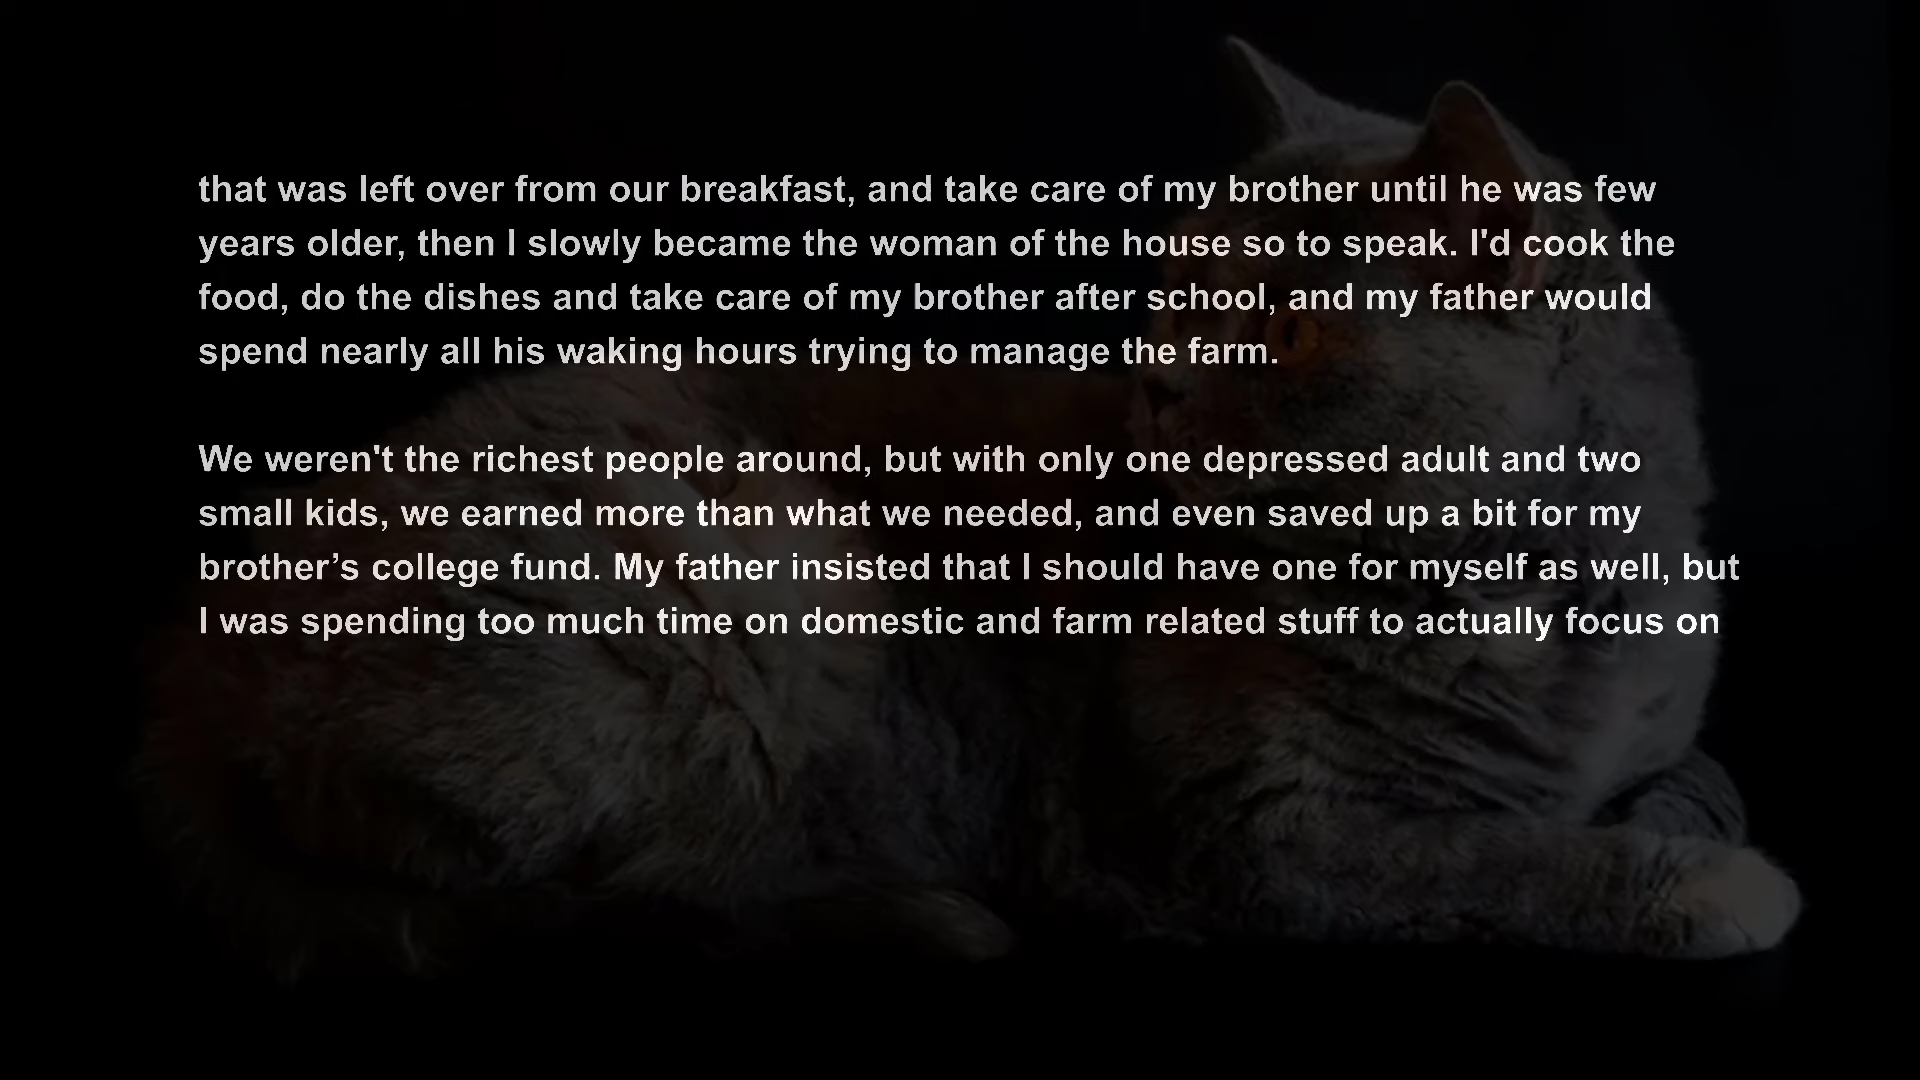 that was left over from our breakfast, and take care of my brother until he was few
years older, then I slowly became the woman of the house so to speak. I'd cook the
food, do the dishes and take care of my brother after school, and my father would
spend nearly all his waking hours trying to manage the farm.
We weren't the richest people around, but with only one depressed adult and two
small kids, we earned more than what we needed, and even saved up a bit for my
brother’s college fund. My father insisted that I should have one for myself as well, but
I was spending too much time on domestic and farm related stuff to actually focus on